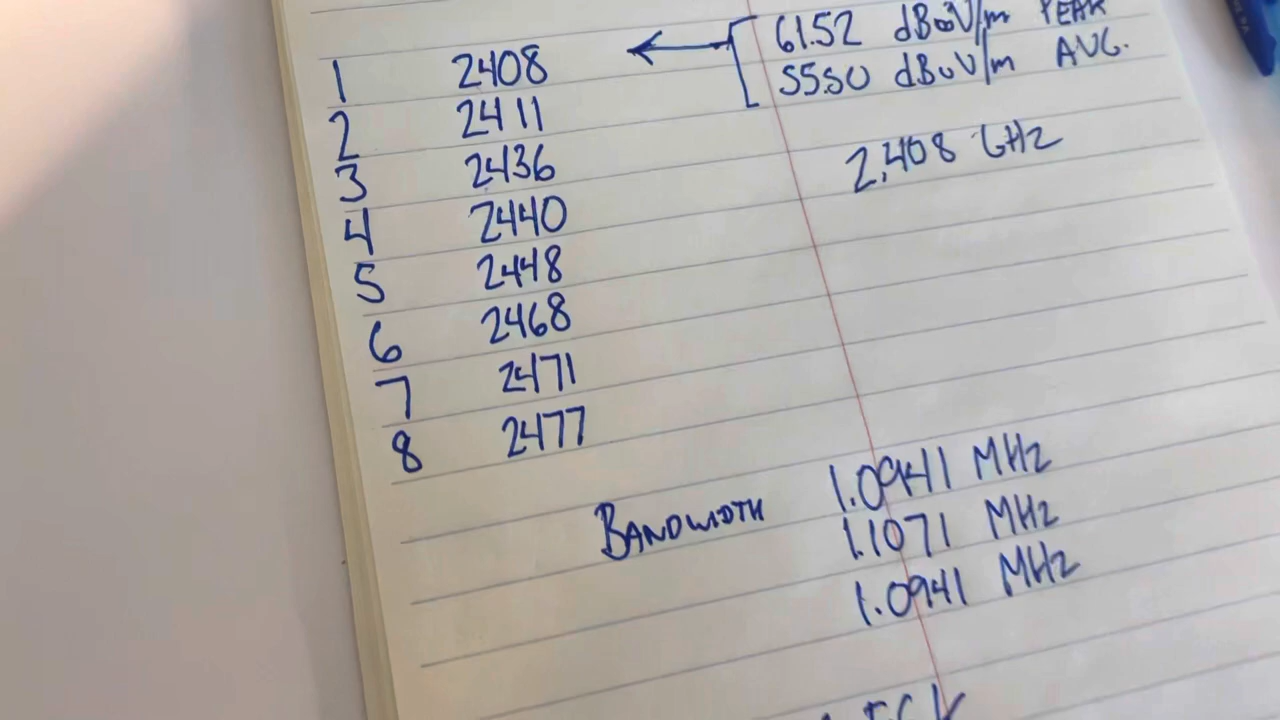 61.52 dBuV/m PEAK
1 2408 55.50 dBuV/m AVG.
2 2411
3 2436 2.408 GHz
4 2440
5 2448
6 2468
7 2471
8 2477
BANDWIDTH 1.0941 MHz
1.1071 MHz
1.0941 MHz